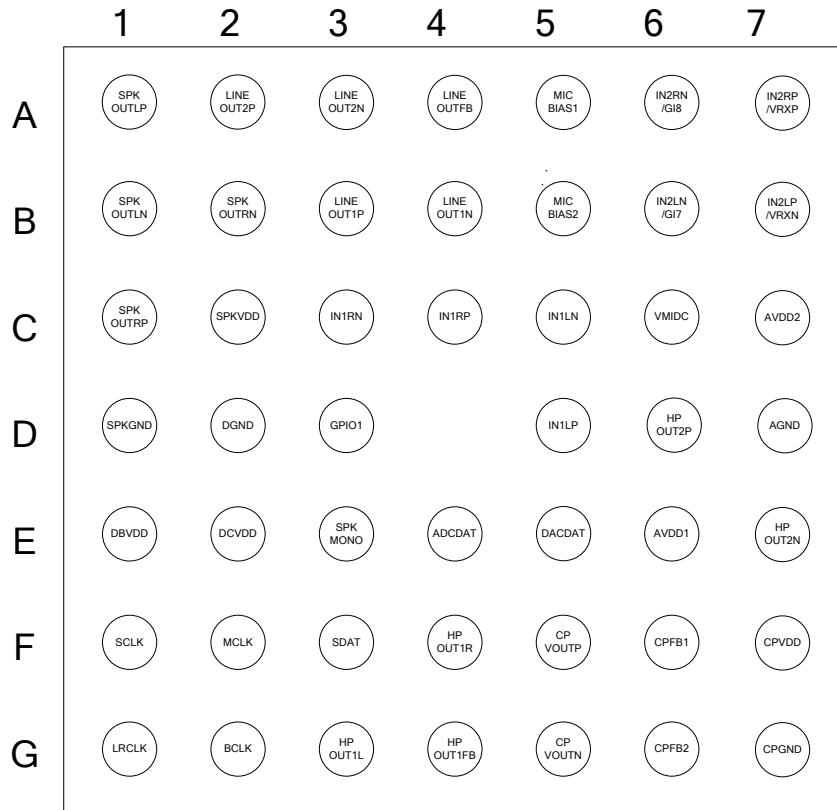 1 2 3 4 5 6 7
A
SPK OUTLP
LINE OUT2P
LINE OUT2N
LINE OUTFB
MIC BIAS1
IN2RN /GI8
IN2RP /VRXP
B
SPK OUTLN
SPK OUTRN
LINE OUT1P
LINE OUT1N
MIC BIAS2
IN2LN /GI7
IN2LP /VRXN
C
SPK OUTRP
SPKVDD
IN1RN
IN1RP
IN1LN
VMIDC
AVDD2
D
SPKGND
DGND
GPIO1
IN1LP
HP OUT2P
AGND
E
DBVDD
DCVDD
SPK MONO
ADCDAT
DACDAT
AVDD1
HP OUT2N
F
SCLK
MCLK
SDAT
HP OUT1R
CP VOUTP
CPFB1
CPVDD
G
LRCLK
BCLK
HP OUT1L
HP OUT1FB
CP VOUTN
CPFB2
CPGND